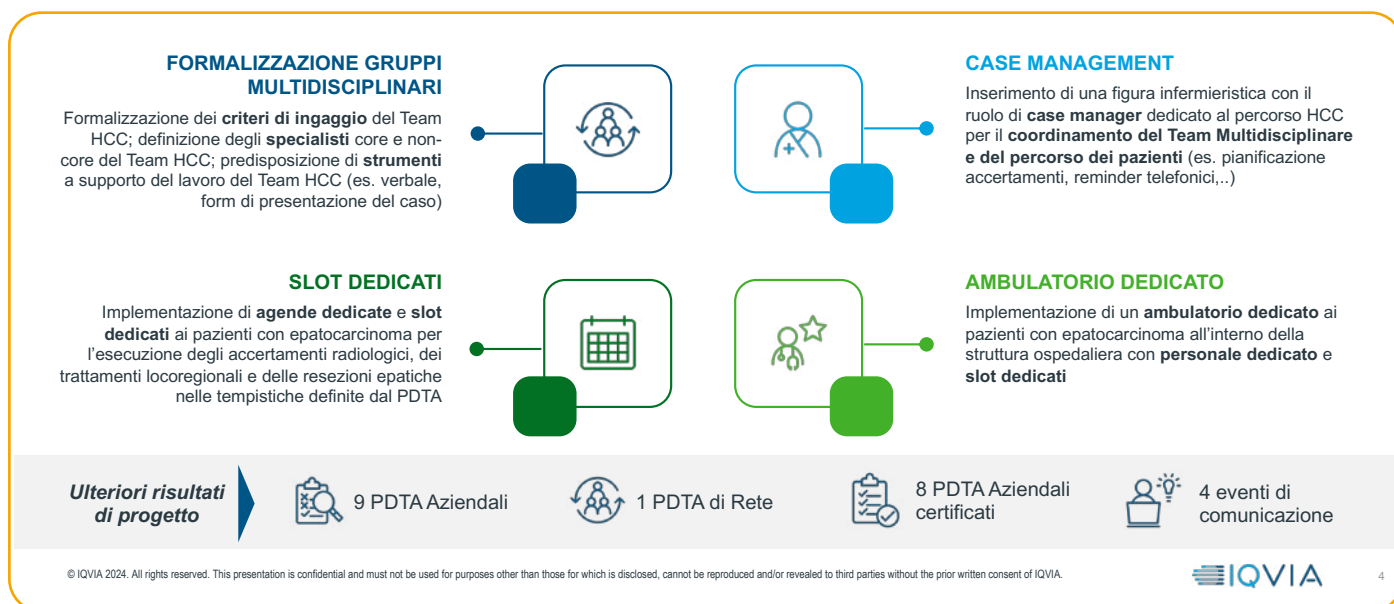 FORMALIZZAZIONE GRUPPI
MULTIDISCIPLINARI
Formalizzazione dei criteri di ingaggio del Team
HCC; definizione degli specialisti core e non-
core del Team HCC; predisposizione di strumenti
a supporto del lavoro del Team HCC (es. verbale,
form di presentazione del caso)
CASE MANAGEMENT
Inserimento di una figura infermieristica con il
ruolo di case manager dedicato al percorso HCC
per il coordinamento del Team Multidisciplinare
e del percorso dei pazienti (es. pianificazione
accertamenti, reminder telefonici,..)
SLOT DEDICATI
Implementazione di agende dedicate e slot
dedicati ai pazienti con epatocarcinoma per
l’esecuzione degli accertamenti radiologici, dei
trattamenti locoregionali e delle resezioni epatiche
nelle tempistiche definite dal PDTA
AMBULATORIO DEDICATO
Implementazione di un ambulatorio dedicato ai
pazienti con epatocarcinoma all’interno della
struttura ospedaliera con personale dedicato e
slot dedicati
Ulteriori risultati
di progetto
9 PDTA Aziendali
1 PDTA di Rete
8 PDTA Aziendali
certificati
4 eventi di
comunicazione
© IQVIA 2024. All rights reserved. This presentation is confidential and must not be used for purposes other than those for which is disclosed, cannot be reproduced and/or revealed to third parties without the prior written consent of IQVIA.
IQVIA
4